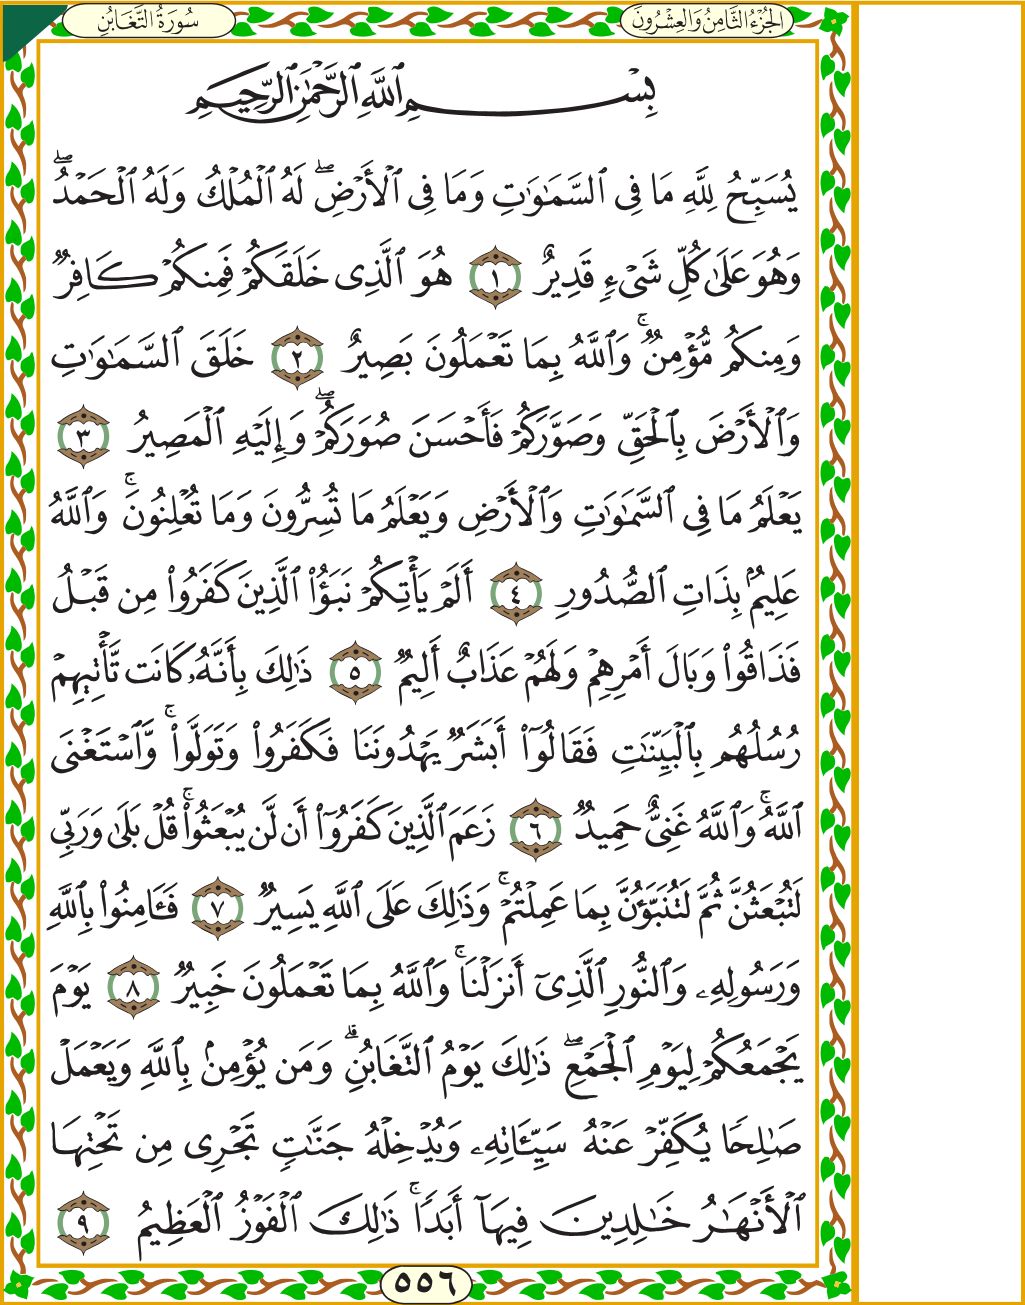 الجُزْءُ الثَّامِنُ وَالعِشْرُونَ
سُورَةُ التَّغَابُنِ
بِسْمِ ٱللَّهِ ٱلرَّحْمَٰنِ ٱلرَّحِيمِ
يُسَبِّحُ لِلَّهِ مَا فِى ٱلسَّمَٰوَٰتِ وَمَا فِى ٱلْأَرْضِۖ لَهُ ٱلْمُلْكُ وَلَهُ ٱلْحَمْدُۖ
وَهُوَ عَلَىٰ كُلِّ شَىْءٍ قَدِيرٌ ١ هُوَ ٱلَّذِى خَلَقَكُمْ فَمِنكُمْ كَافِرٌ
وَمِنكُم مُّؤْمِنٌۚ وَٱللَّهُ بِمَا تَعْمَلُونَ بَصِيرٌ ٢ خَلَقَ ٱلسَّمَٰوَٰتِ
وَٱلْأَرْضَ بِٱلْحَقِّ وَصَوَّرَكُمْ فَأَحْسَنَ صُوَرَكُمْۖ وَإِلَيْهِ ٱلْمَصِيرُ ٣
يَعْلَمُ مَا فِى ٱلسَّمَٰوَٰتِ وَٱلْأَرْضِ وَيَعْلَمُ مَا تُسِرُّونَ وَمَا تُعْلِنُونَۚ وَٱللَّهُ
عَلِيمٌۢ بِذَاتِ ٱلصُّدُورِ ٤ أَلَمْ يَأْتِكُمْ نَبَؤُا۟ ٱلَّذِينَ كَفَرُوا۟ مِن قَبْلُ
فَذَاقُوا۟ وَبَالَ أَمْرِهِمْ وَلَهُمْ عَذَابٌ أَلِيمٌ ٥ ذَٰلِكَ بِأَنَّهُۥ كَانَت تَّأْتِيهِمْ
رُسُلُهُم بِٱلْبَيِّنَٰتِ فَقَالُوٓا۟ أَبَشَرٌ يَهْدُونَنَا فَكَفَرُوا۟ وَتَوَلَّوا۟ۚ وَّٱسْتَغْنَى
ٱللَّهُۚ وَٱللَّهُ غَنِىٌّ حَمِيدٌ ٦ زَعَمَ ٱلَّذِينَ كَفَرُوٓا۟ أَن لَّن يُبْعَثُوا۟ۚ قُلْ بَلَىٰ وَرَبِّى
لَتُبْعَثُنَّ ثُمَّ لَتُنَبَّؤُنَّ بِمَا عَمِلْتُمْۚ وَذَٰلِكَ عَلَى ٱللَّهِ يَسِيرٌ ٧ فَـَٔامِنُوا۟ بِٱللَّهِ
وَرَسُولِهِۦ وَٱلنُّورِ ٱلَّذِىٓ أَنزَلْنَاۚ وَٱللَّهُ بِمَا تَعْمَلُونَ خَبِيرٌ ٨ يَوْمَ
يَجْمَعُكُمْ لِيَوْمِ ٱلْجَمْعِۖ ذَٰلِكَ يَوْمُ ٱلتَّغَابُنِۗ وَمَن يُؤْمِنۢ بِٱللَّهِ وَيَعْمَلْ
صَٰلِحًا يُكَفِّرْ عَنْهُ سَيِّـَٔاتِهِۦ وَيُدْخِلْهُ جَنَّٰتٍ تَجْرِى مِن تَحْتِهَا
ٱلْأَنْهَٰرُ خَٰلِدِينَ فِيهَآ أَبَدًاۚ ذَٰلِكَ ٱلْفَوْزُ ٱلْعَظِيمُ ٩
٥٥٦